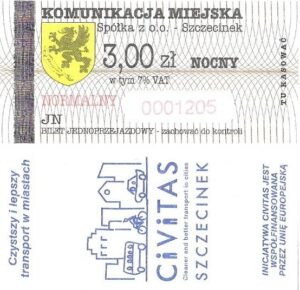 KOMUNIKACJA MIEJSKA
Spółka z o.o. - Szczecinek
3,00 zł NOCNY
w tym 7% VAT
NORMALNY 0001205
JN
BILET JEDNOPRZEJAZDOWY - zachować do kontroli
TU KASOWAĆ
Czystszy i lepszy
transport w miastach
CiViTAS
Cleaner and better transport in cities
SZCZECINEK
INICJATYWA CIVITAS JEST
WSPÓŁFINANSOWANA
PRZEZ UNIĘ EUROPEJSKĄ